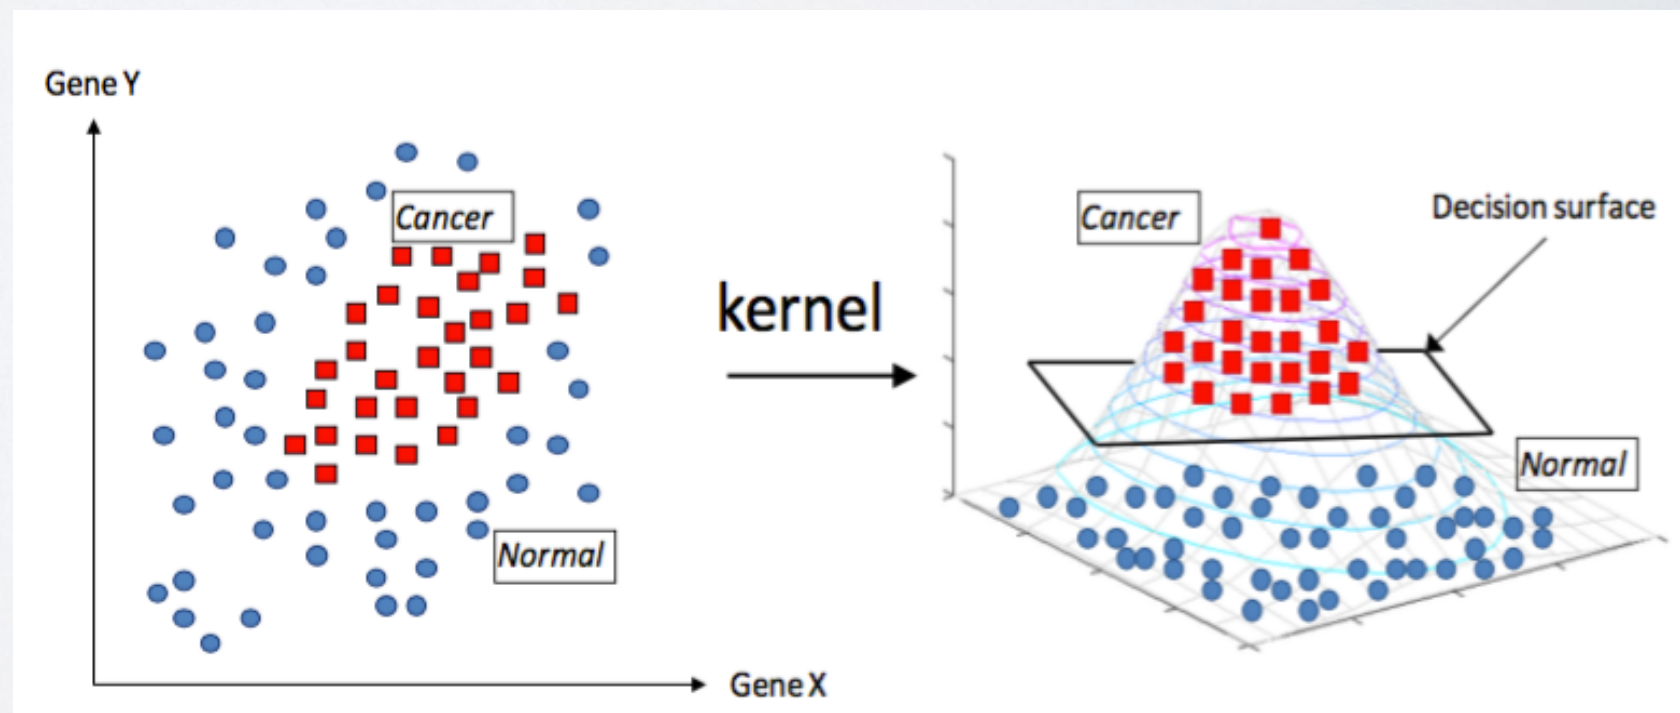 Gene Y
Cancer
Normal
Gene X
kernel
Cancer
Decision surface
Normal